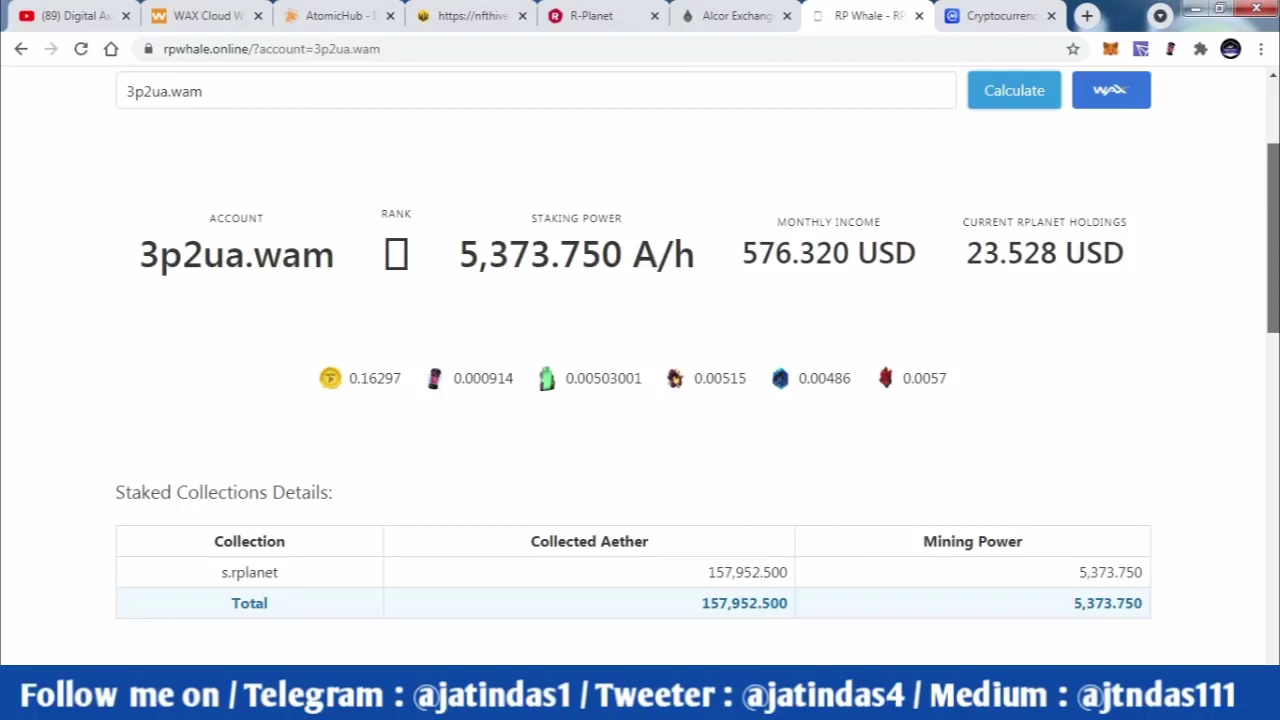 (89) Digital A
WAX Cloud W
AtomicHub -
https://nfthive
R-Planet
Alcor Exchang
RP Whale - RP
Cryptocurrenc
rpwhale.online/?account=3p2ua.wam
3p2ua.wam
Calculate
WAX
ACCOUNT
RANK
STAKING POWER
MONTHLY INCOME
CURRENT RPLANET HOLDINGS
3p2ua.wam
5,373.750 A/h
576.320 USD
23.528 USD
0.16297
0.000914
0.00503001
0.00515
0.00486
0.0057
Staked Collections Details:
Collection Collected Aether Mining Power
s.rplanet 157,952.500 5,373.750
Total 157,952.500 5,373.750
Follow me on / Telegram : @jatindas1 / Tweeter : @jatindas4 / Medium : @jtndas111